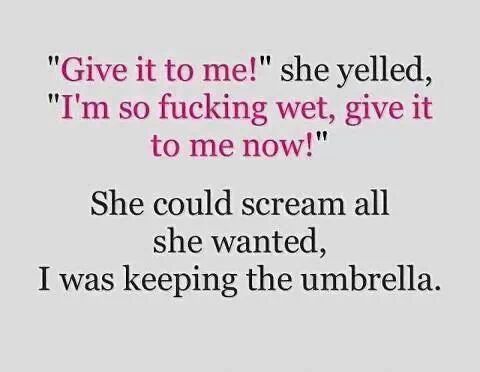 "Give it to me!" she yelled,
"I'm so fucking wet, give it
to me now!"
She could scream all
she wanted,
I was keeping the umbrella.